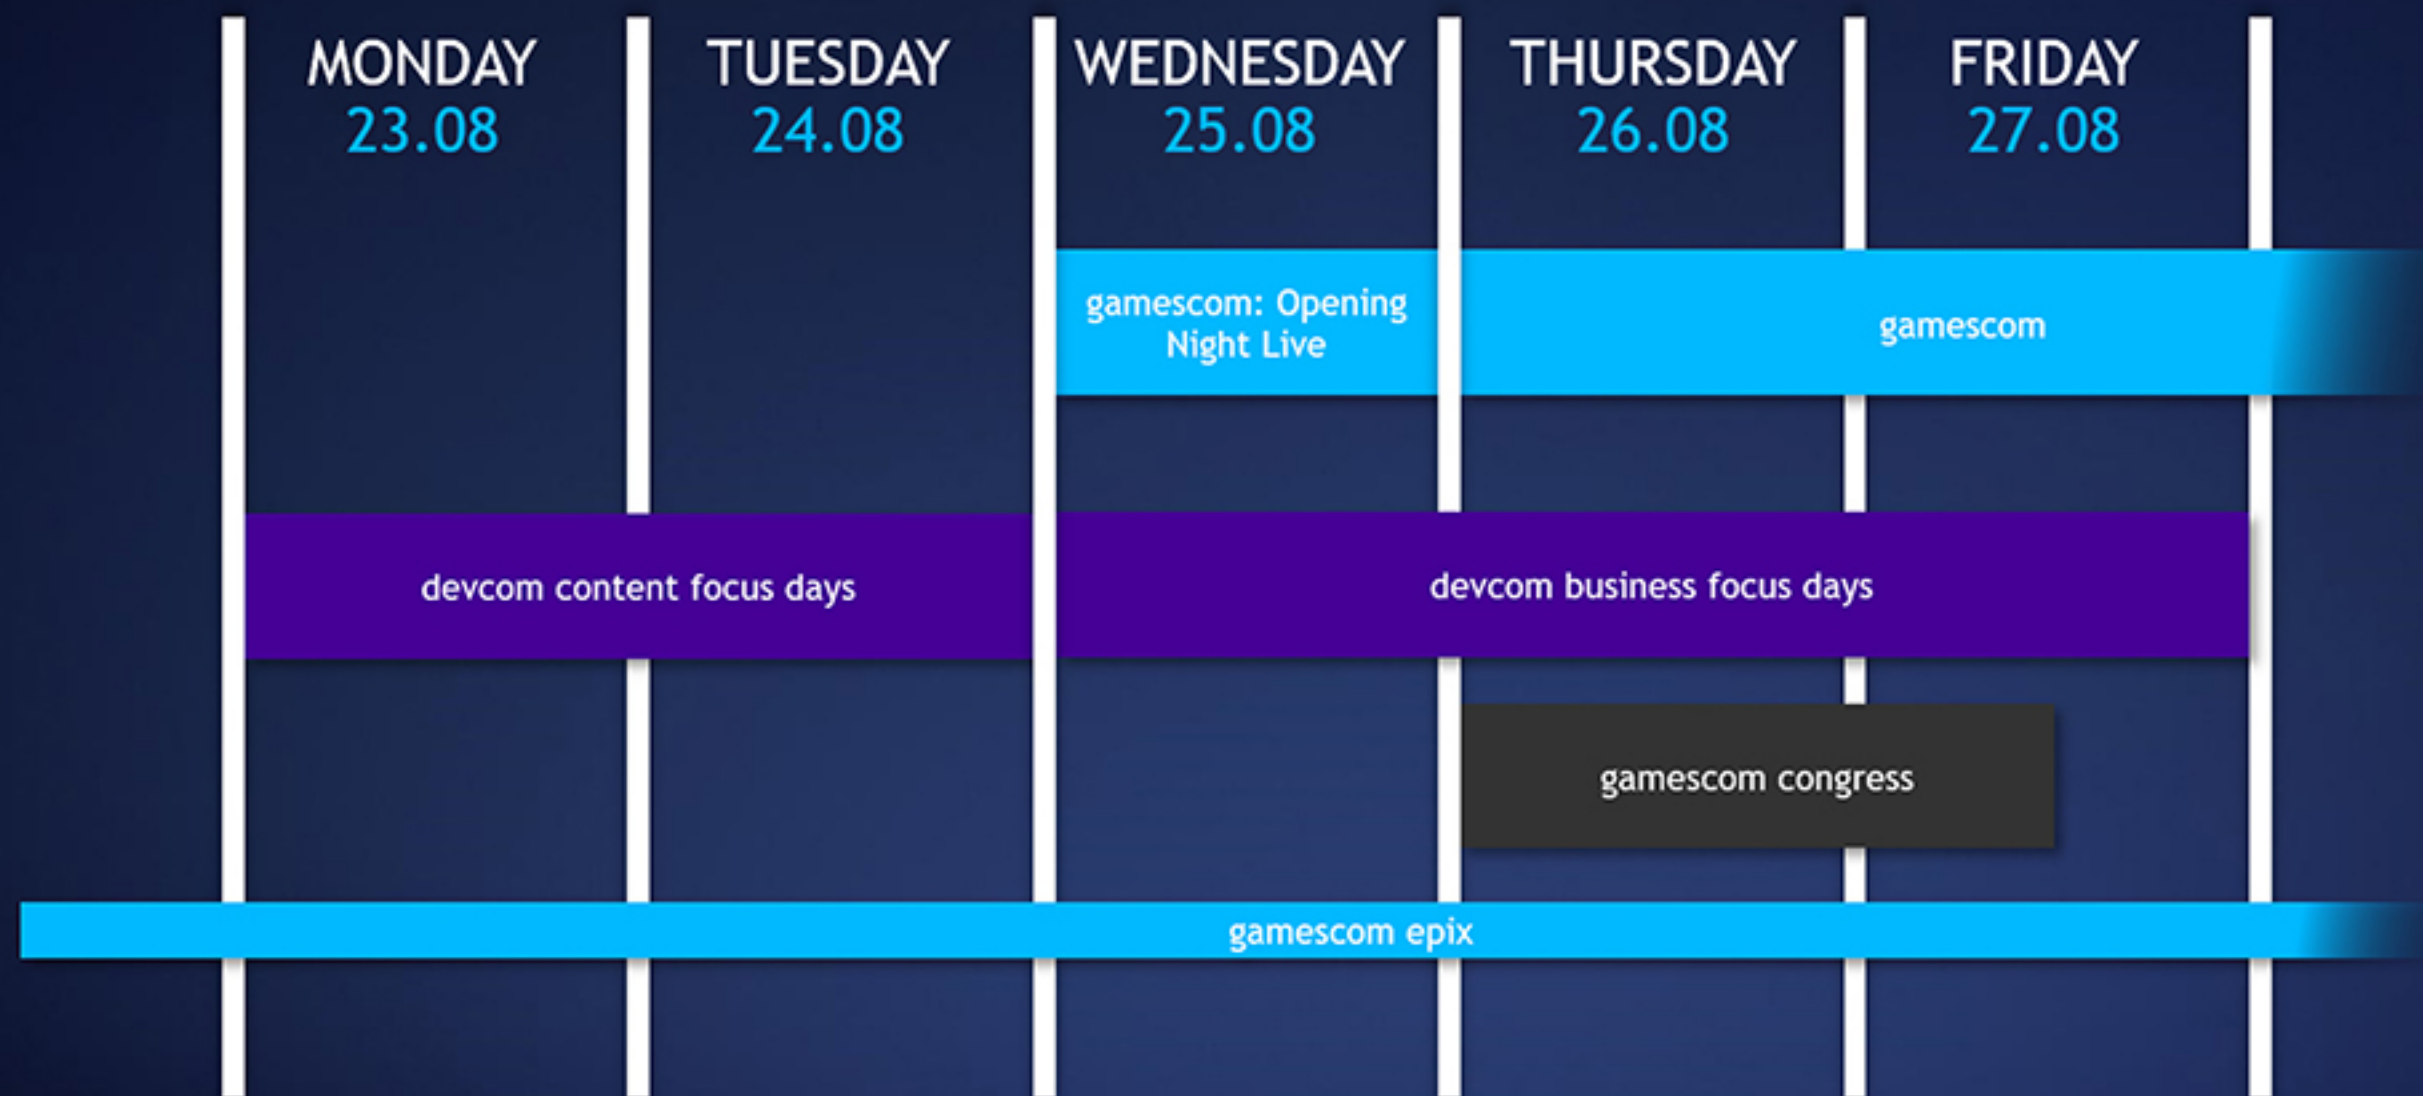 MONDAY
23.08
TUESDAY
24.08
WEDNESDAY
25.08
THURSDAY
26.08
FRIDAY
27.08
gamescom: Opening
Night Live
gamescom
devcom content focus days
devcom business focus days
gamescom congress
gamescom epix